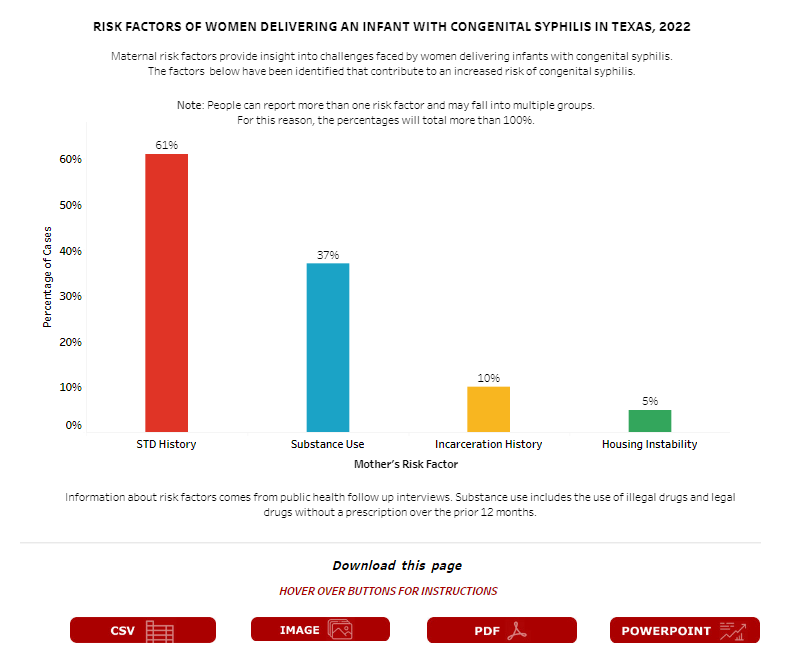 RISK FACTORS OF WOMEN DELIVERING AN INFANT WITH CONGENITAL SYPHILIS IN TEXAS, 2022
Maternal risk factors provide insight into challenges faced by women delivering infants with congenital syphilis.
The factors below have been identified that contribute to an increased risk of congenital syphilis.
Note: People can report more than one risk factor and may fall into multiple groups.
For this reason, the percentages will total more than 100%.
61%
60%
50%
37%
40%
Percentage of Cases
30%
20%
10%
10%
5%
0%
STD History
Substance Use
Incarceration History
Housing Instability
Mother's Risk Factor
Information about risk factors comes from public health follow up interviews. Substance use includes the use of illegal drugs and legal
drugs without a prescription over the prior 12 months.
Download this page
HOVER OVER BUTTONS FOR INSTRUCTIONS
CSV
IMAGE
PDF
POWERPOINT